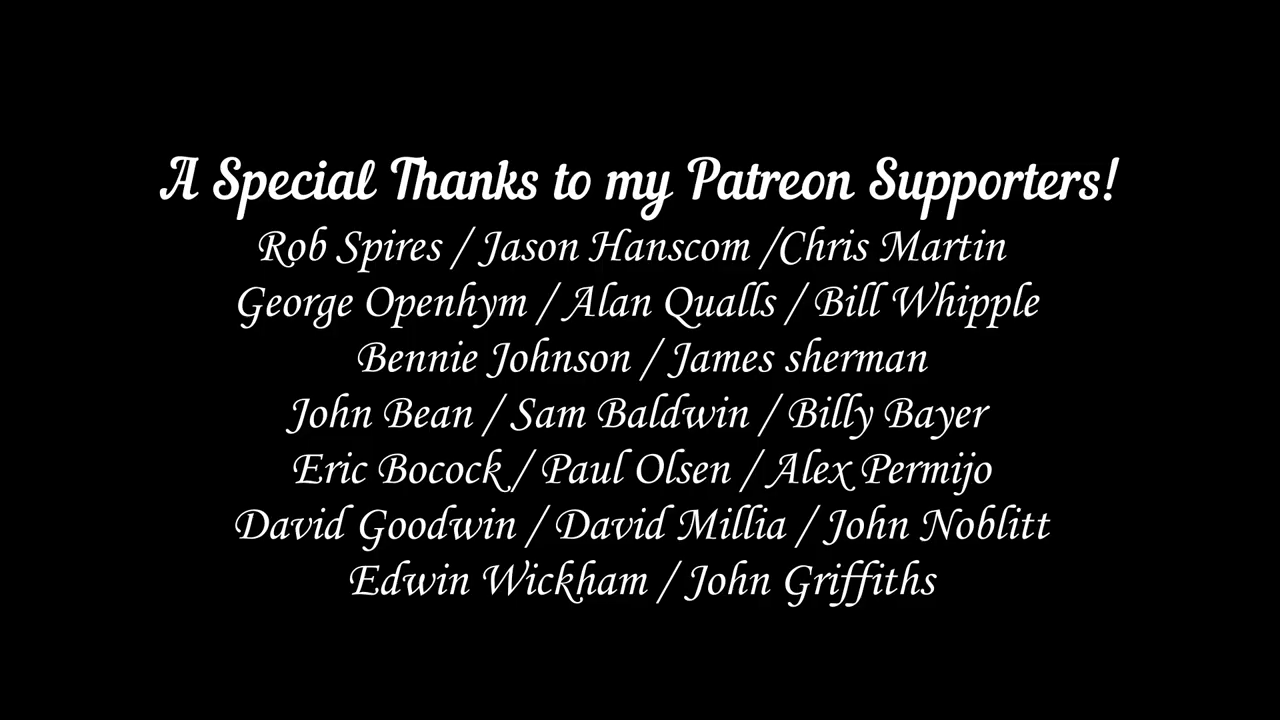 A Special Thanks to my Patreon Supporters!
Rob Spires / Jason Hanscom /Chris Martin
George Openhym / Alan Qualls / Bill Whipple
Bennie Johnson / James sherman
John Bean / Sam Baldwin / Billy Bayer
Eric Bocock / Paul Olsen / Alex Permijo
David Goodwin / David Millia / John Noblitt
Edwin Wickham / John Griffiths